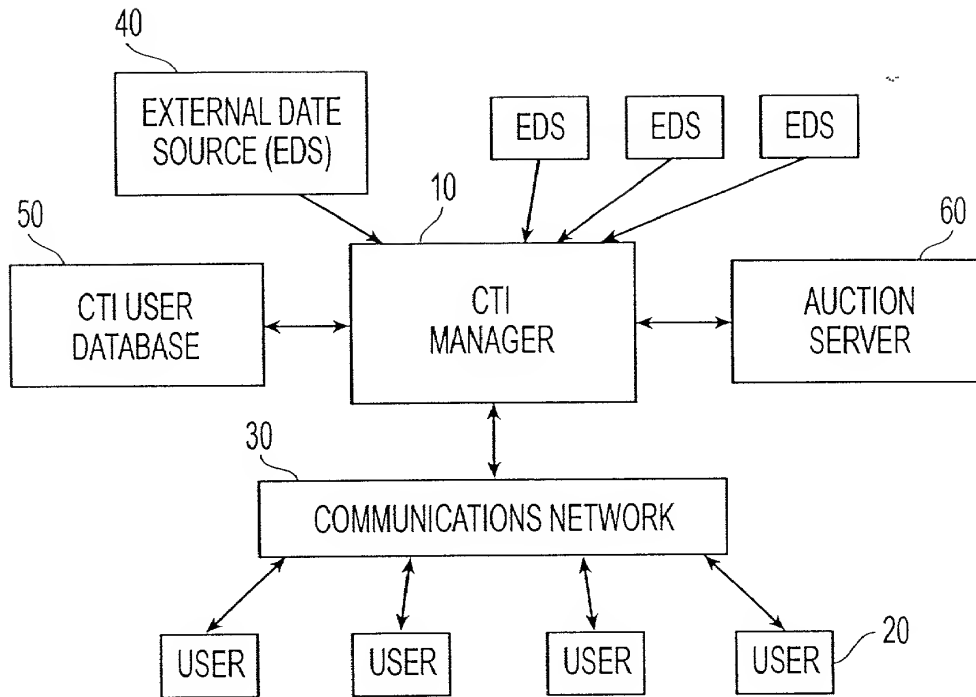 40
EXTERNAL DATE
SOURCE (EDS)
EDS
EDS
EDS
10
50
60
CTI USER
DATABASE
CTI
MANAGER
AUCTION
SERVER
30
COMMUNICATIONS NETWORK
USER
USER
USER
USER
20